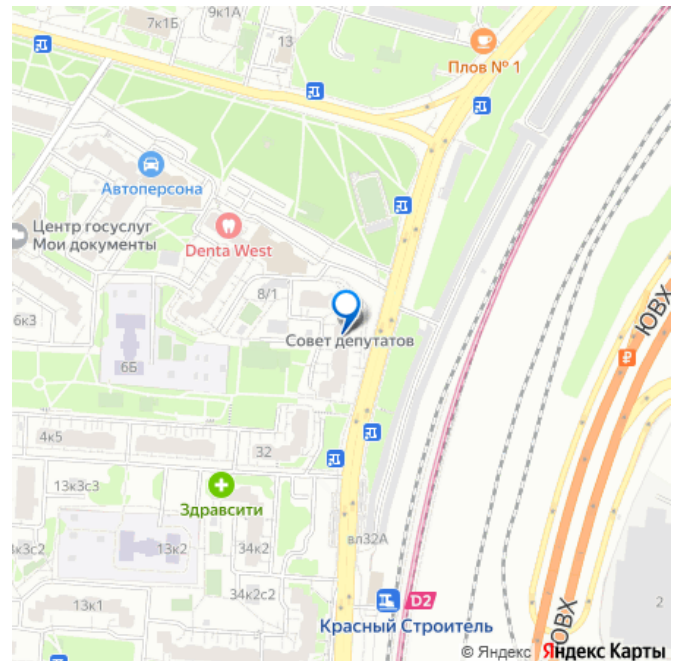 9к1А
7к1Б
13
Плов № 1
Автоперсона
Центр госуслуг
Мои документы
Denta West
8/1
ЮВХ
Совет депутатов
6к3
6Б
4к5
32
13к3с3
Здравсити
вл32А
13к2
34к2
34к2с2
13к1
D2
2
Красный Строитель
ЮВХ
© Яндекс Яндекс Карты